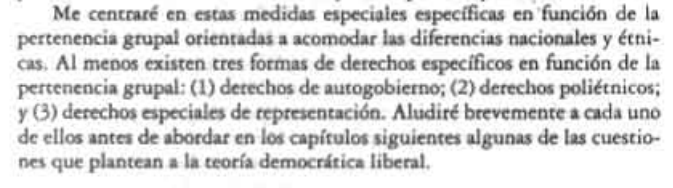 Me centraré en estas medidas especiales específicas en función de la
pertenencia grupal orientadas a acomodar las diferencias nacionales y étni-
cas. Al menos existen tres formas de derechos específicos en función de la
pertenencia grupal: (1) derechos de autogobierno; (2) derechos poliétnicos;
y (3) derechos especiales de representación. Aludiré brevemente a cada uno
de ellos antes de abordar en los capítulos siguientes algunas de las cuestio-
nes que plantean a la teoría democrática liberal.